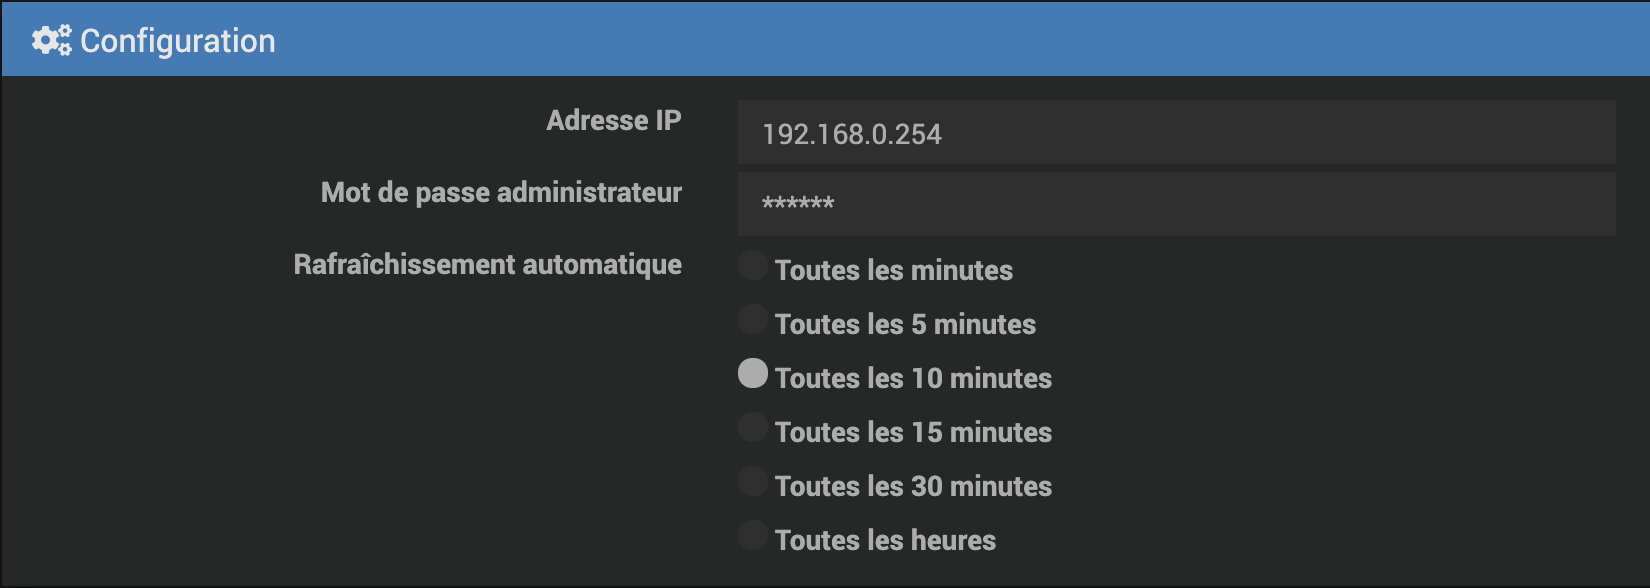 Configuration
Adresse IP
192.168.0.254
Mot de passe administrateur
******
Rafraîchissement automatique
Toutes les minutes
Toutes les 5 minutes
Toutes les 10 minutes
Toutes les 15 minutes
Toutes les 30 minutes
Toutes les heures